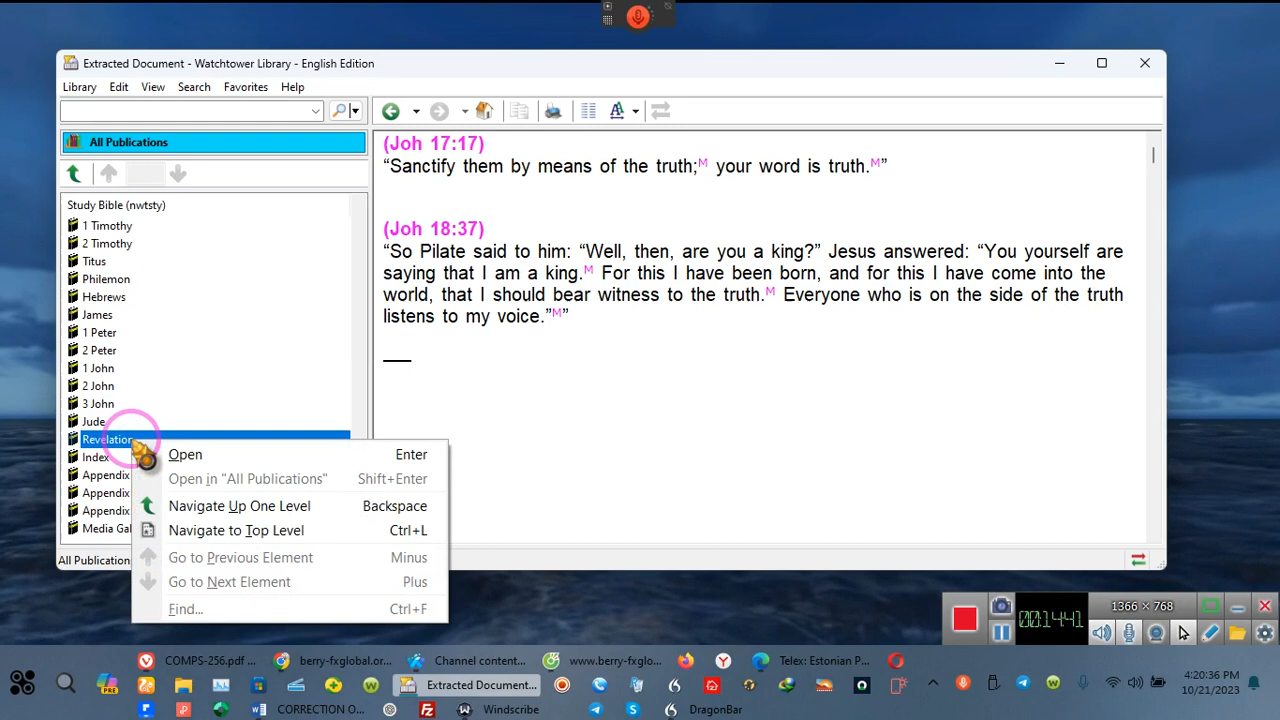 Extracted Document - Watchtower Library - English Edition
Library Edit View Search Favorites Help
All Publications
Study Bible (nwtsty)
1 Timothy
2 Timothy
Titus
Philemon
Hebrews
James
1 Peter
2 Peter
1 John
2 John
3 John
Jude
Revelation
Index
Appendix
Appendix
Appendix
Media Gal
All Publications
(Joh 17:17)
“Sanctify them by means of the truth;M your word is truth.M”
(Joh 18:37)
“So Pilate said to him: “Well, then, are you a king?” Jesus answered: “You yourself are
saying that I am a king.M For this I have been born, and for this I have come into the
world, that I should bear witness to the truth.M Everyone who is on the side of the truth
listens to my voice.”M”
Open Enter
Open in "All Publications" Shift+Enter
Navigate Up One Level Backspace
Navigate to Top Level Ctrl+L
Go to Previous Element Minus
Go to Next Element Plus
Find... Ctrl+F
1366 × 768
00:14:41
COMPS-256.pdf ... berry-fxglobal.or... Channel content... www.berry-fxglo... Telex: Estonian P...
PRE Extracted Document...
4:20:36 PM
10/21/2023
CORRECTION O... Windscribe DragonBar